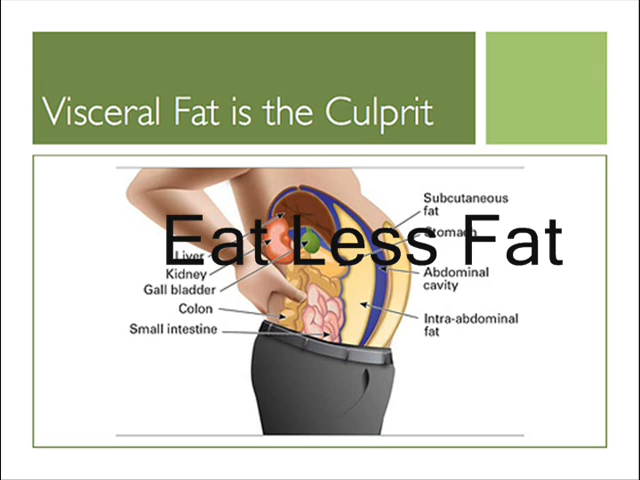 Visceral Fat is the Culprit
Eat Less Fat
Subcutaneous
fat
Stomach
Liver
Kidney
Gall bladder
Colon
Small intestine
Abdominal
cavity
Intra-abdominal
fat